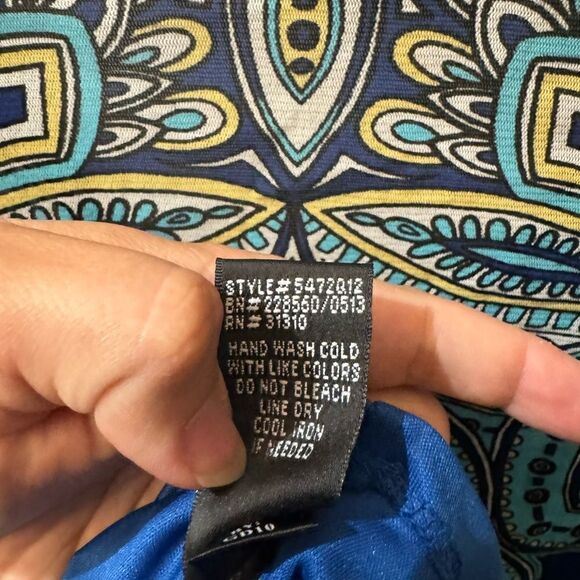 STYLE# 5472Q12
BN# 228560/0513
RN# 31310
HAND WASH COLD
WITH LIKE COLORS
DO NOT BLEACH
LINE DRY
COOL IRON
IF NEEDED